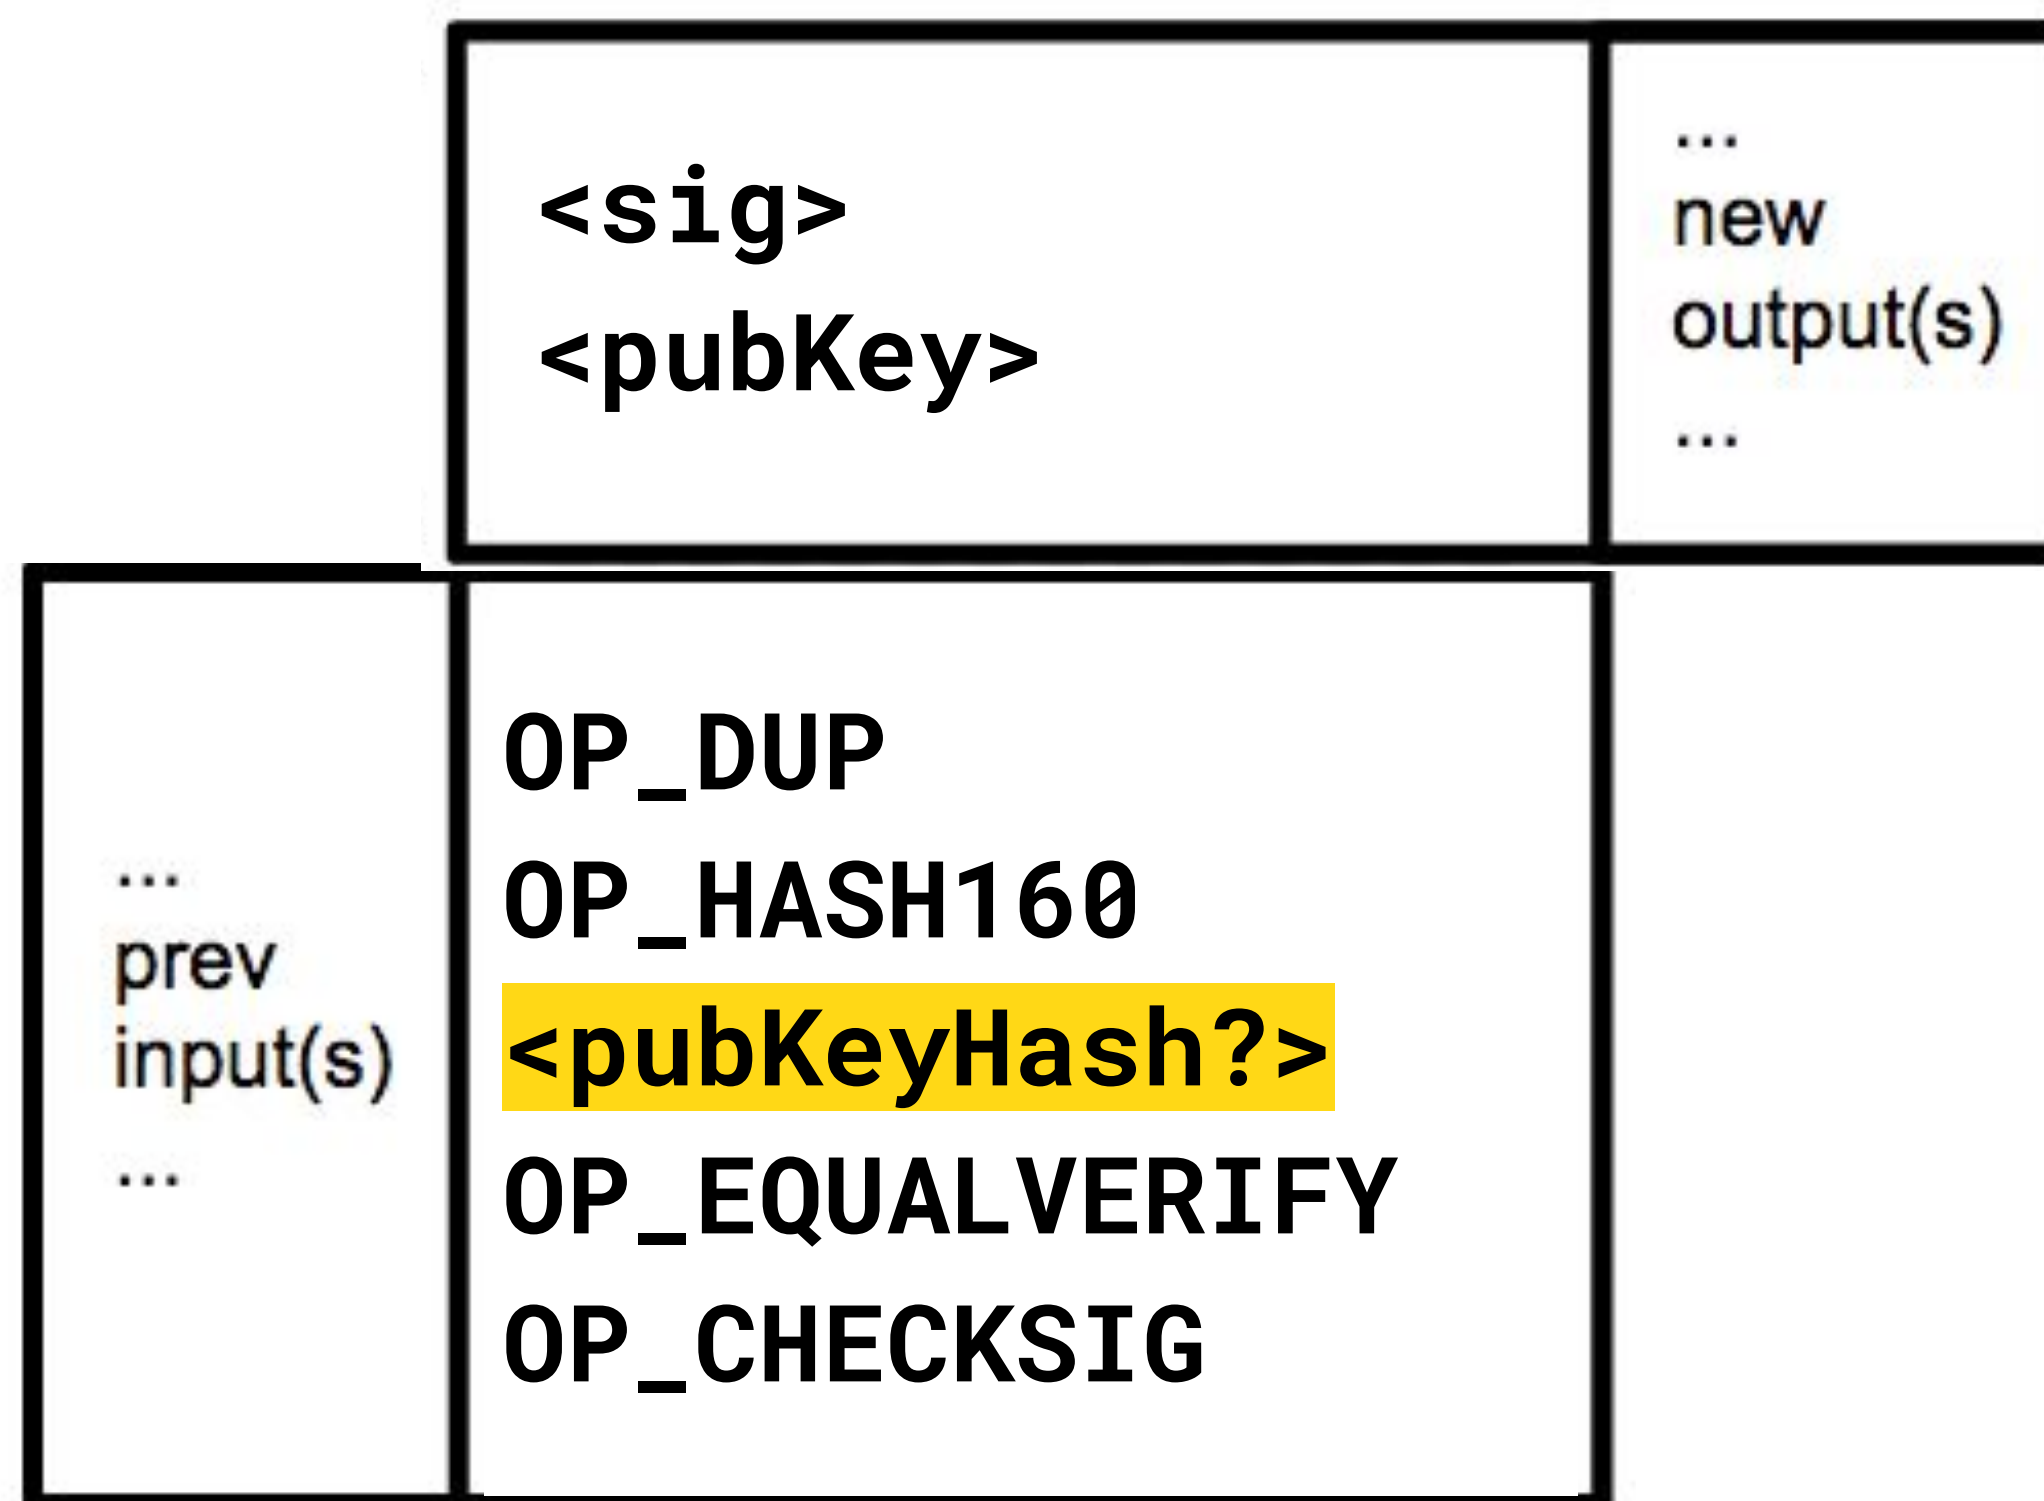 <sig>
<pubKey>
...
new
output(s)
...
...
prev
input(s)
...
OP_DUP
OP_HASH160
<pubKeyHash?>
OP_EQUALVERIFY
OP_CHECKSIG